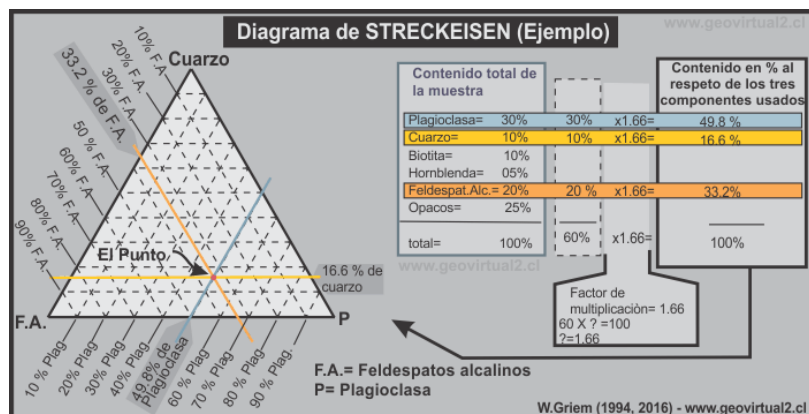 www.geovirtual2.cl
Diagrama de STRECKEISEN (Ejemplo)
Cuarzo
10% F.A.
20% F.A.
30% F.A.
33.2 % de F.A.
50 % F.A.
60% F.A.
70% F.A.
80% F.A.
90% F.A.
El Punto
16.6 % de
cuarzo
F.A.
P
10 % Plag
20% Plag
30% Plag
40% Plag
49.8% de
Plagioclasa
60 % Plag
70 % Plag
80 % Plag
90 % Plag.
Contenido total de
la muestra
Contenido en % al
respeto de los tres
componentes usados
Plagioclasa= 30% 30% x1.66= 49.8 %
Cuarzo= 10% 10% x1.66= 16.6 %
Biotita= 10%
Hornblenda= 05%
Feldespat.Alc.= 20% 20 % x1.66= 33.2%
Opacos= 25%
total= 100% 60% x1.66= 100%
www.geovirtual2.cl
Factor de
multiplicaciòn= 1.66
60 X ? =100
?=1.66
F.A.= Feldespatos alcalinos
P= Plagioclasa
W.Griem (1994, 2016) - www.geovirtual2.cl